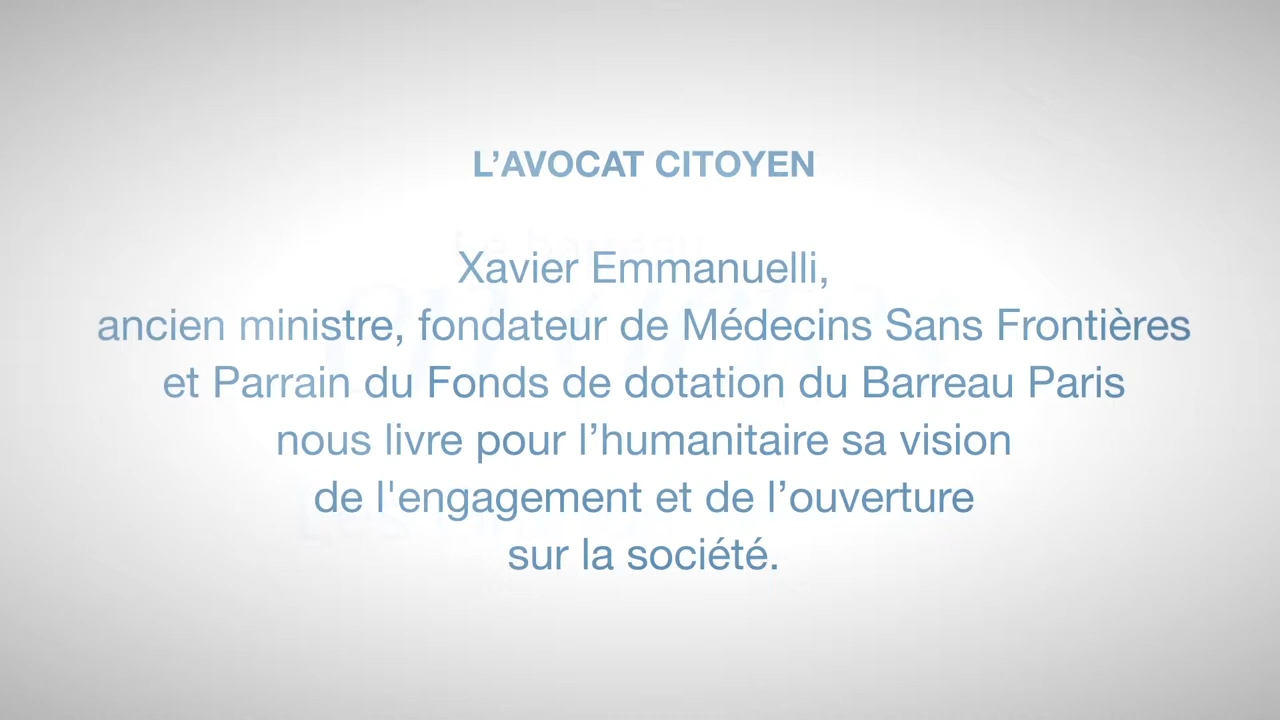 L’AVOCAT CITOYEN
Xavier Emmanuelli,
ancien ministre, fondateur de Médecins Sans Frontières
et Parrain du Fonds de dotation du Barreau Paris
nous livre pour l’humanitaire sa vision
de l'engagement et de l’ouverture
sur la société.